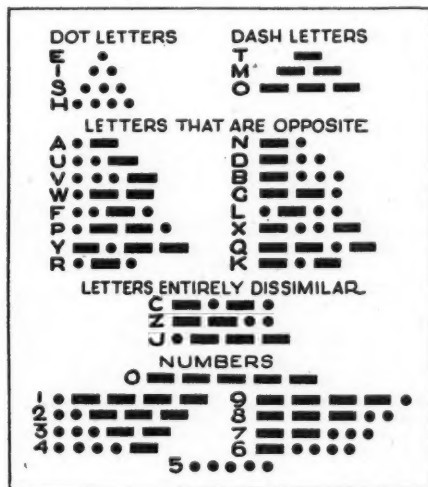 DOT LETTERS DASH LETTERS
E • T —
I •• M — —
S ••• O — — —
H ••••
LETTERS THAT ARE OPPOSITE
A • — N — •
U • • — D — • •
V • • • — B — • • •
W • — — G — — •
F • • — • L • — • •
P • — — • X — • • —
Y — • — — Q — — • —
R • — • K — • —
LETTERS ENTIRELY DISSIMILAR
C — • — •
Z — — • •
J • — — —
NUMBERS
0 — — — — —
1 • — — — — 9 — — — — •
2 • • — — — 8 — — — • •
3 • • • — — 7 — — • • •
4 • • • • — 6 — • • • •
5 • • • • •